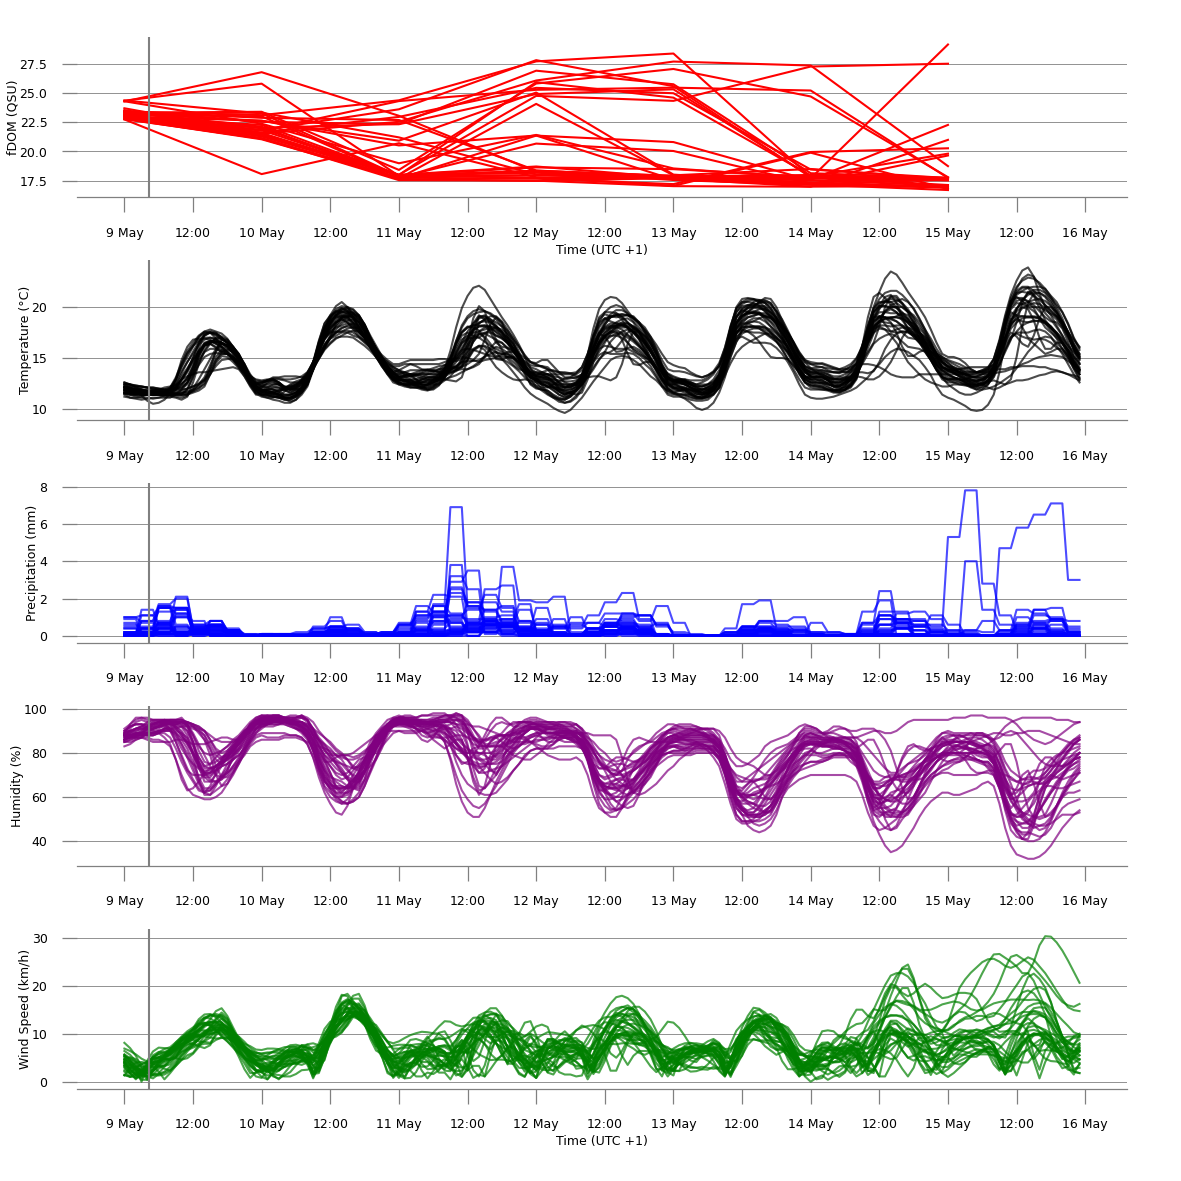 fDOM (QSU)
27.5
25.0
22.5
20.0
17.5
9 May 12:00 10 May 12:00 11 May 12:00 12 May 12:00 13 May 12:00 14 May 12:00 15 May 12:00 16 May
Time (UTC +1)
Temperature (°C)
20
15
10
9 May 12:00 10 May 12:00 11 May 12:00 12 May 12:00 13 May 12:00 14 May 12:00 15 May 12:00 16 May
Precipitation (mm)
8
6
4
2
0
9 May 12:00 10 May 12:00 11 May 12:00 12 May 12:00 13 May 12:00 14 May 12:00 15 May 12:00 16 May
Humidity (%)
100
80
60
40
9 May 12:00 10 May 12:00 11 May 12:00 12 May 12:00 13 May 12:00 14 May 12:00 15 May 12:00 16 May
Wind Speed (km/h)
30
20
10
0
9 May 12:00 10 May 12:00 11 May 12:00 12 May 12:00 13 May 12:00 14 May 12:00 15 May 12:00 16 May
Time (UTC +1)